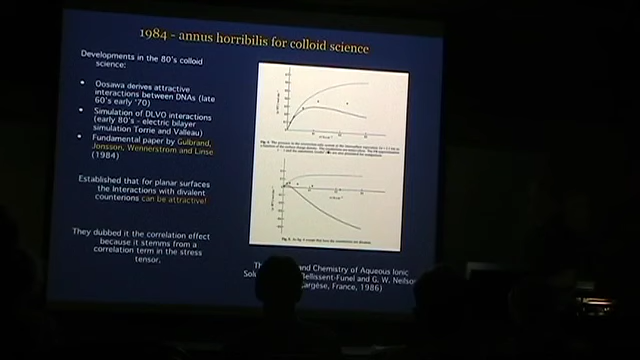 1984 - annus horribilis for colloid science
Developments in the 80's colloid
science:
• Oosawa derives attractive
interactions between DNAs (late
60's early '70)
• Simulation of DLVO interactions
(early 80's - electric bilayer
simulation Torrie and Valleau)
• Fundamental paper by Gulbrand,
Jonsson, Wennerstrom and Linse
(1984)
Established that for planar surfaces
the Interactions with divalent
counterions can be attractive!
They dubbed it the correlation effect
because it stems from a
correlation term in the stress
tensor.
and Chemistry of Aqueous Ionic
Bellissent-Funel and G. W. Neilson
Cargèse, France, 1986)